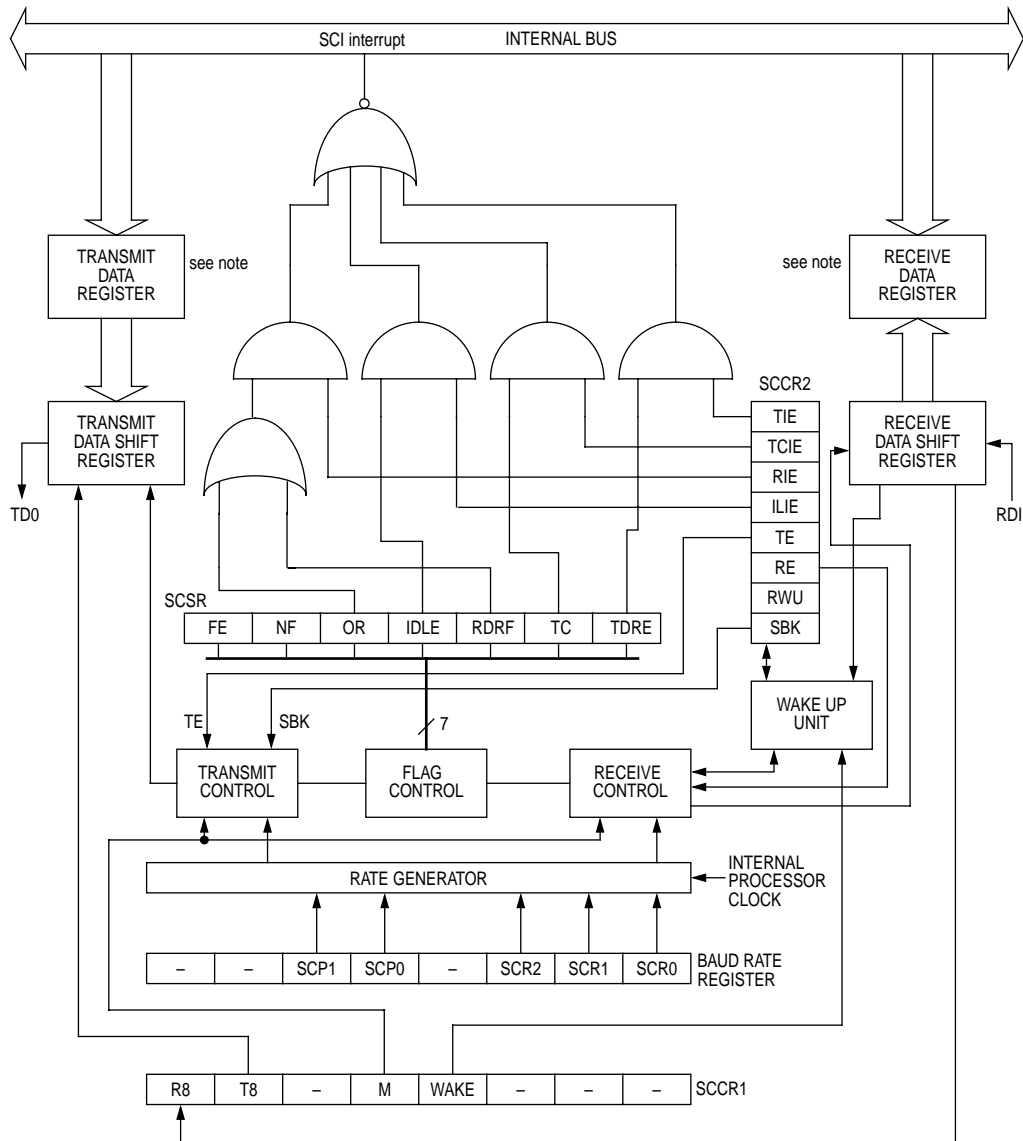 SCI interrupt
INTERNAL BUS
TRANSMIT
DATA
REGISTER
see note
see note
RECEIVE
DATA
REGISTER
SCCR2
TRANSMIT
DATA SHIFT
REGISTER
TIE
TCIE
RIE
ILIE
TE
RE
RWU
SBK
RECEIVE
DATA SHIFT
REGISTER
TD0
RDI
SCSR
FE
NF
OR
IDLE
RDRF
TC
TDRE
TE
SBK
7
WAKE UP
UNIT
TRANSMIT
CONTROL
FLAG
CONTROL
RECEIVE
CONTROL
RATE GENERATOR
INTERNAL
PROCESSOR
CLOCK
–
–
SCP1
SCP0
–
SCR2
SCR1
SCR0
BAUD RATE
REGISTER
R8
T8
–
M
WAKE
–
–
–
SCCR1